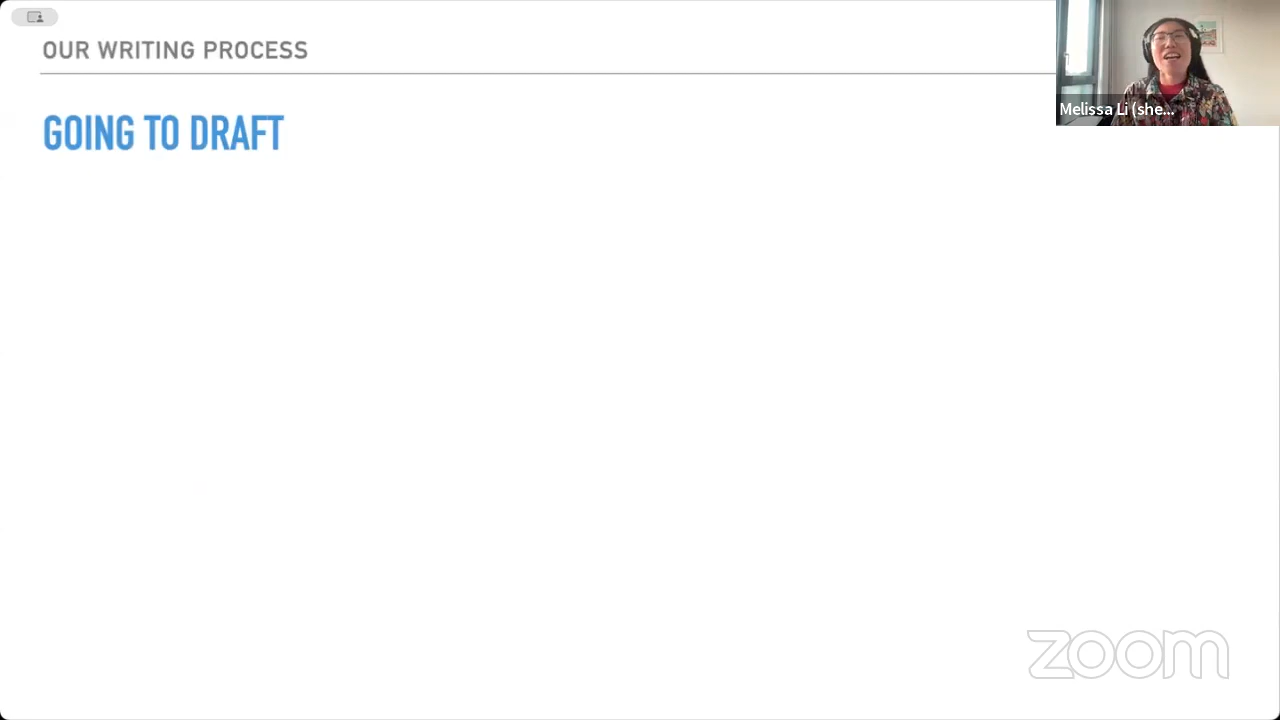 OUR WRITING PROCESS
GOING TO DRAFT
Melissa Li (she...
zoom